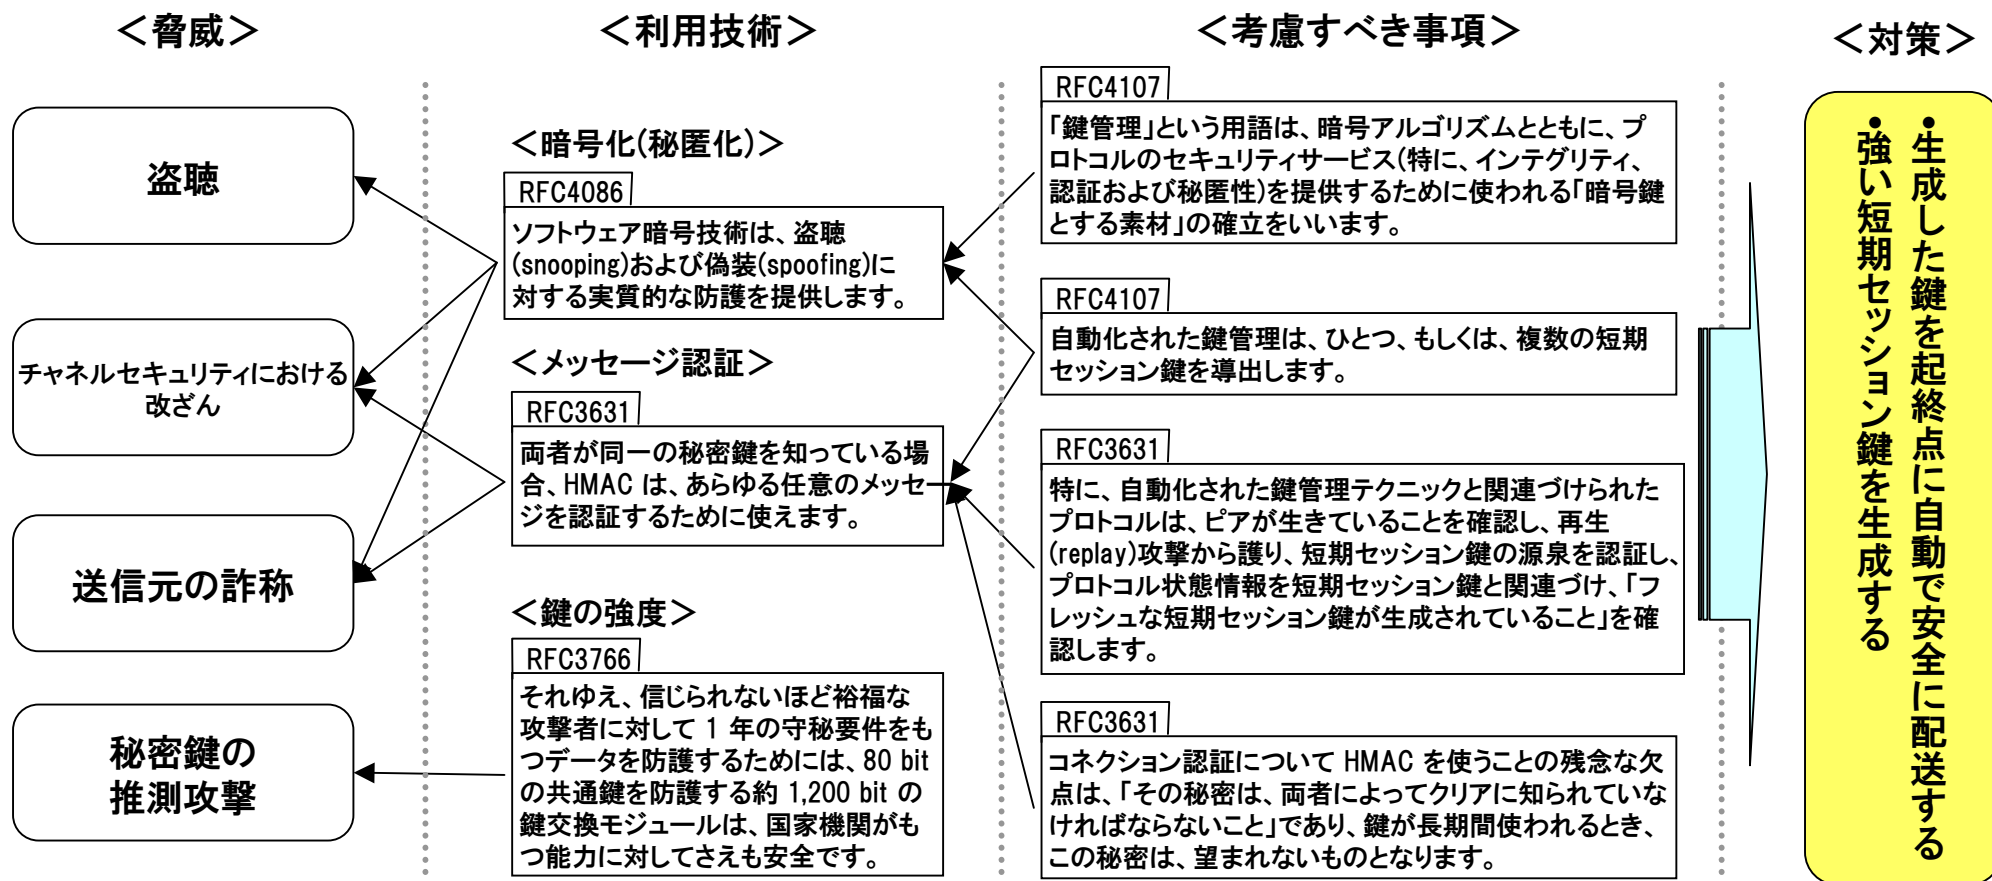 ＜脅威＞
盗聴
チャネルセキュリティにおける
改ざん
送信元の詐称
秘密鍵の
推測攻撃
＜利用技術＞
＜暗号化(秘匿化)＞
RFC4086
ソフトウェア暗号技術は、盗聴
(snooping)および偽装(spoofing)に
対する実質的な防護を提供します。
＜メッセージ認証＞
RFC3631
両者が同一の秘密鍵を知っている場
合、HMAC は、あらゆる任意のメッセー
ジを認証するために使えます。
＜鍵の強度＞
RFC3766
それゆえ、信じられないほど裕福な
攻撃者に対して 1 年の守秘要件をも
つデータを防護するためには、80 bit
の共通鍵を防護する約 1,200 bit の
鍵交換モジュールは、国家機関がも
つ能力に対してさえも安全です。
＜考慮すべき事項＞
RFC4107
「鍵管理」という用語は、暗号アルゴリズムとともに、プ
ロトコルのセキュリティサービス(特に、インテグリティ、
認証および秘匿性)を提供するために使われる「暗号鍵
とする素材」の確立をいいます。
RFC4107
自動化された鍵管理は、ひとつ、もしくは、複数の短期
セッション鍵を導出します。
RFC3631
特に、自動化された鍵管理テクニックと関連づけられた
プロトコルは、ピアが生きていることを確認し、再生
(replay)攻撃から護り、短期セッション鍵の源泉を認証し、
プロトコル状態情報を短期セッション鍵と関連づけ、「フ
レッシュな短期セッション鍵が生成されていること」を確
認します。
RFC3631
コネクション認証について HMAC を使うことの残念な欠
点は、「その秘密は、両者によってクリアに知られていな
ければならないこと」であり、鍵が長期間使われるとき、
この秘密は、望まれないものとなります。
＜対策＞
・生成した鍵を起終点に自動で安全に配送する
・強い短期セッション鍵を生成する